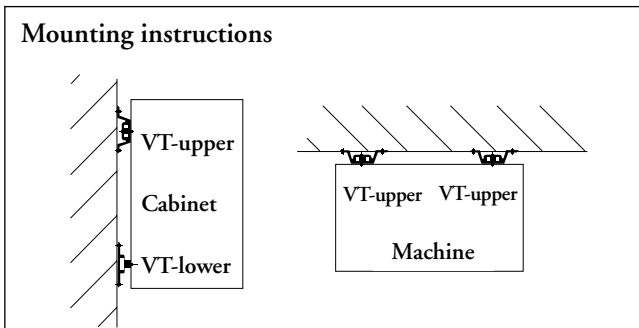 Mounting instructions
VT-upper
Cabinet
VT-lower
VT-upper VT-upper
Machine